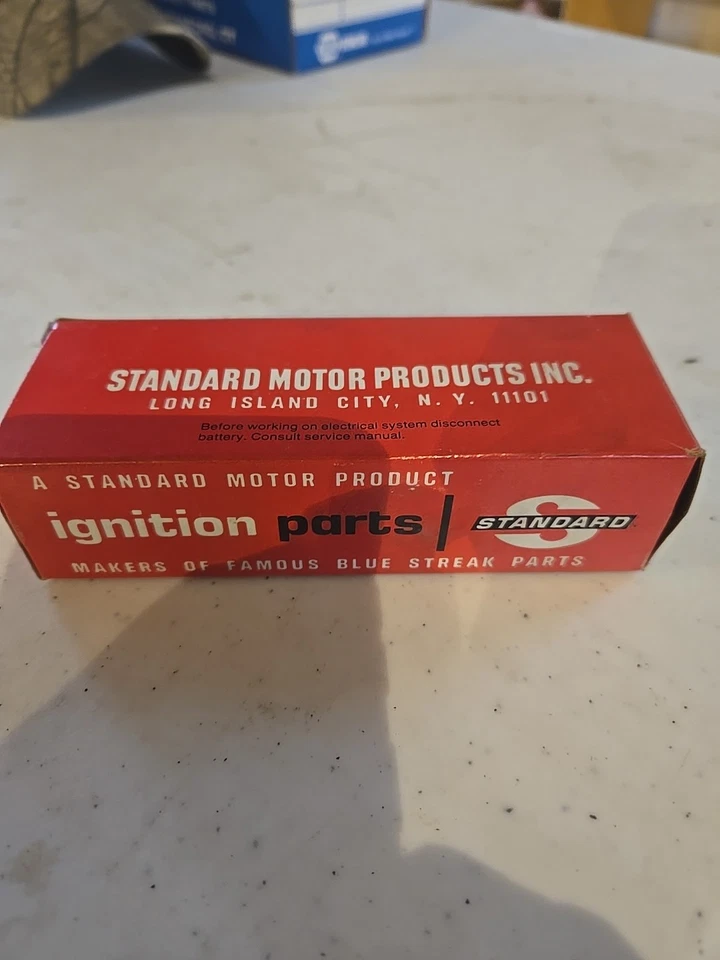 STANDARD MOTOR PRODUCTS INC.
LONG ISLAND CITY, N. Y. 11101
Before working on electrical system disconnect
battery. Consult service manual.
A STANDARD MOTOR PRODUCT
ignition parts
STANDARD
MAKERS OF FAMOUS BLUE STREAK PARTS